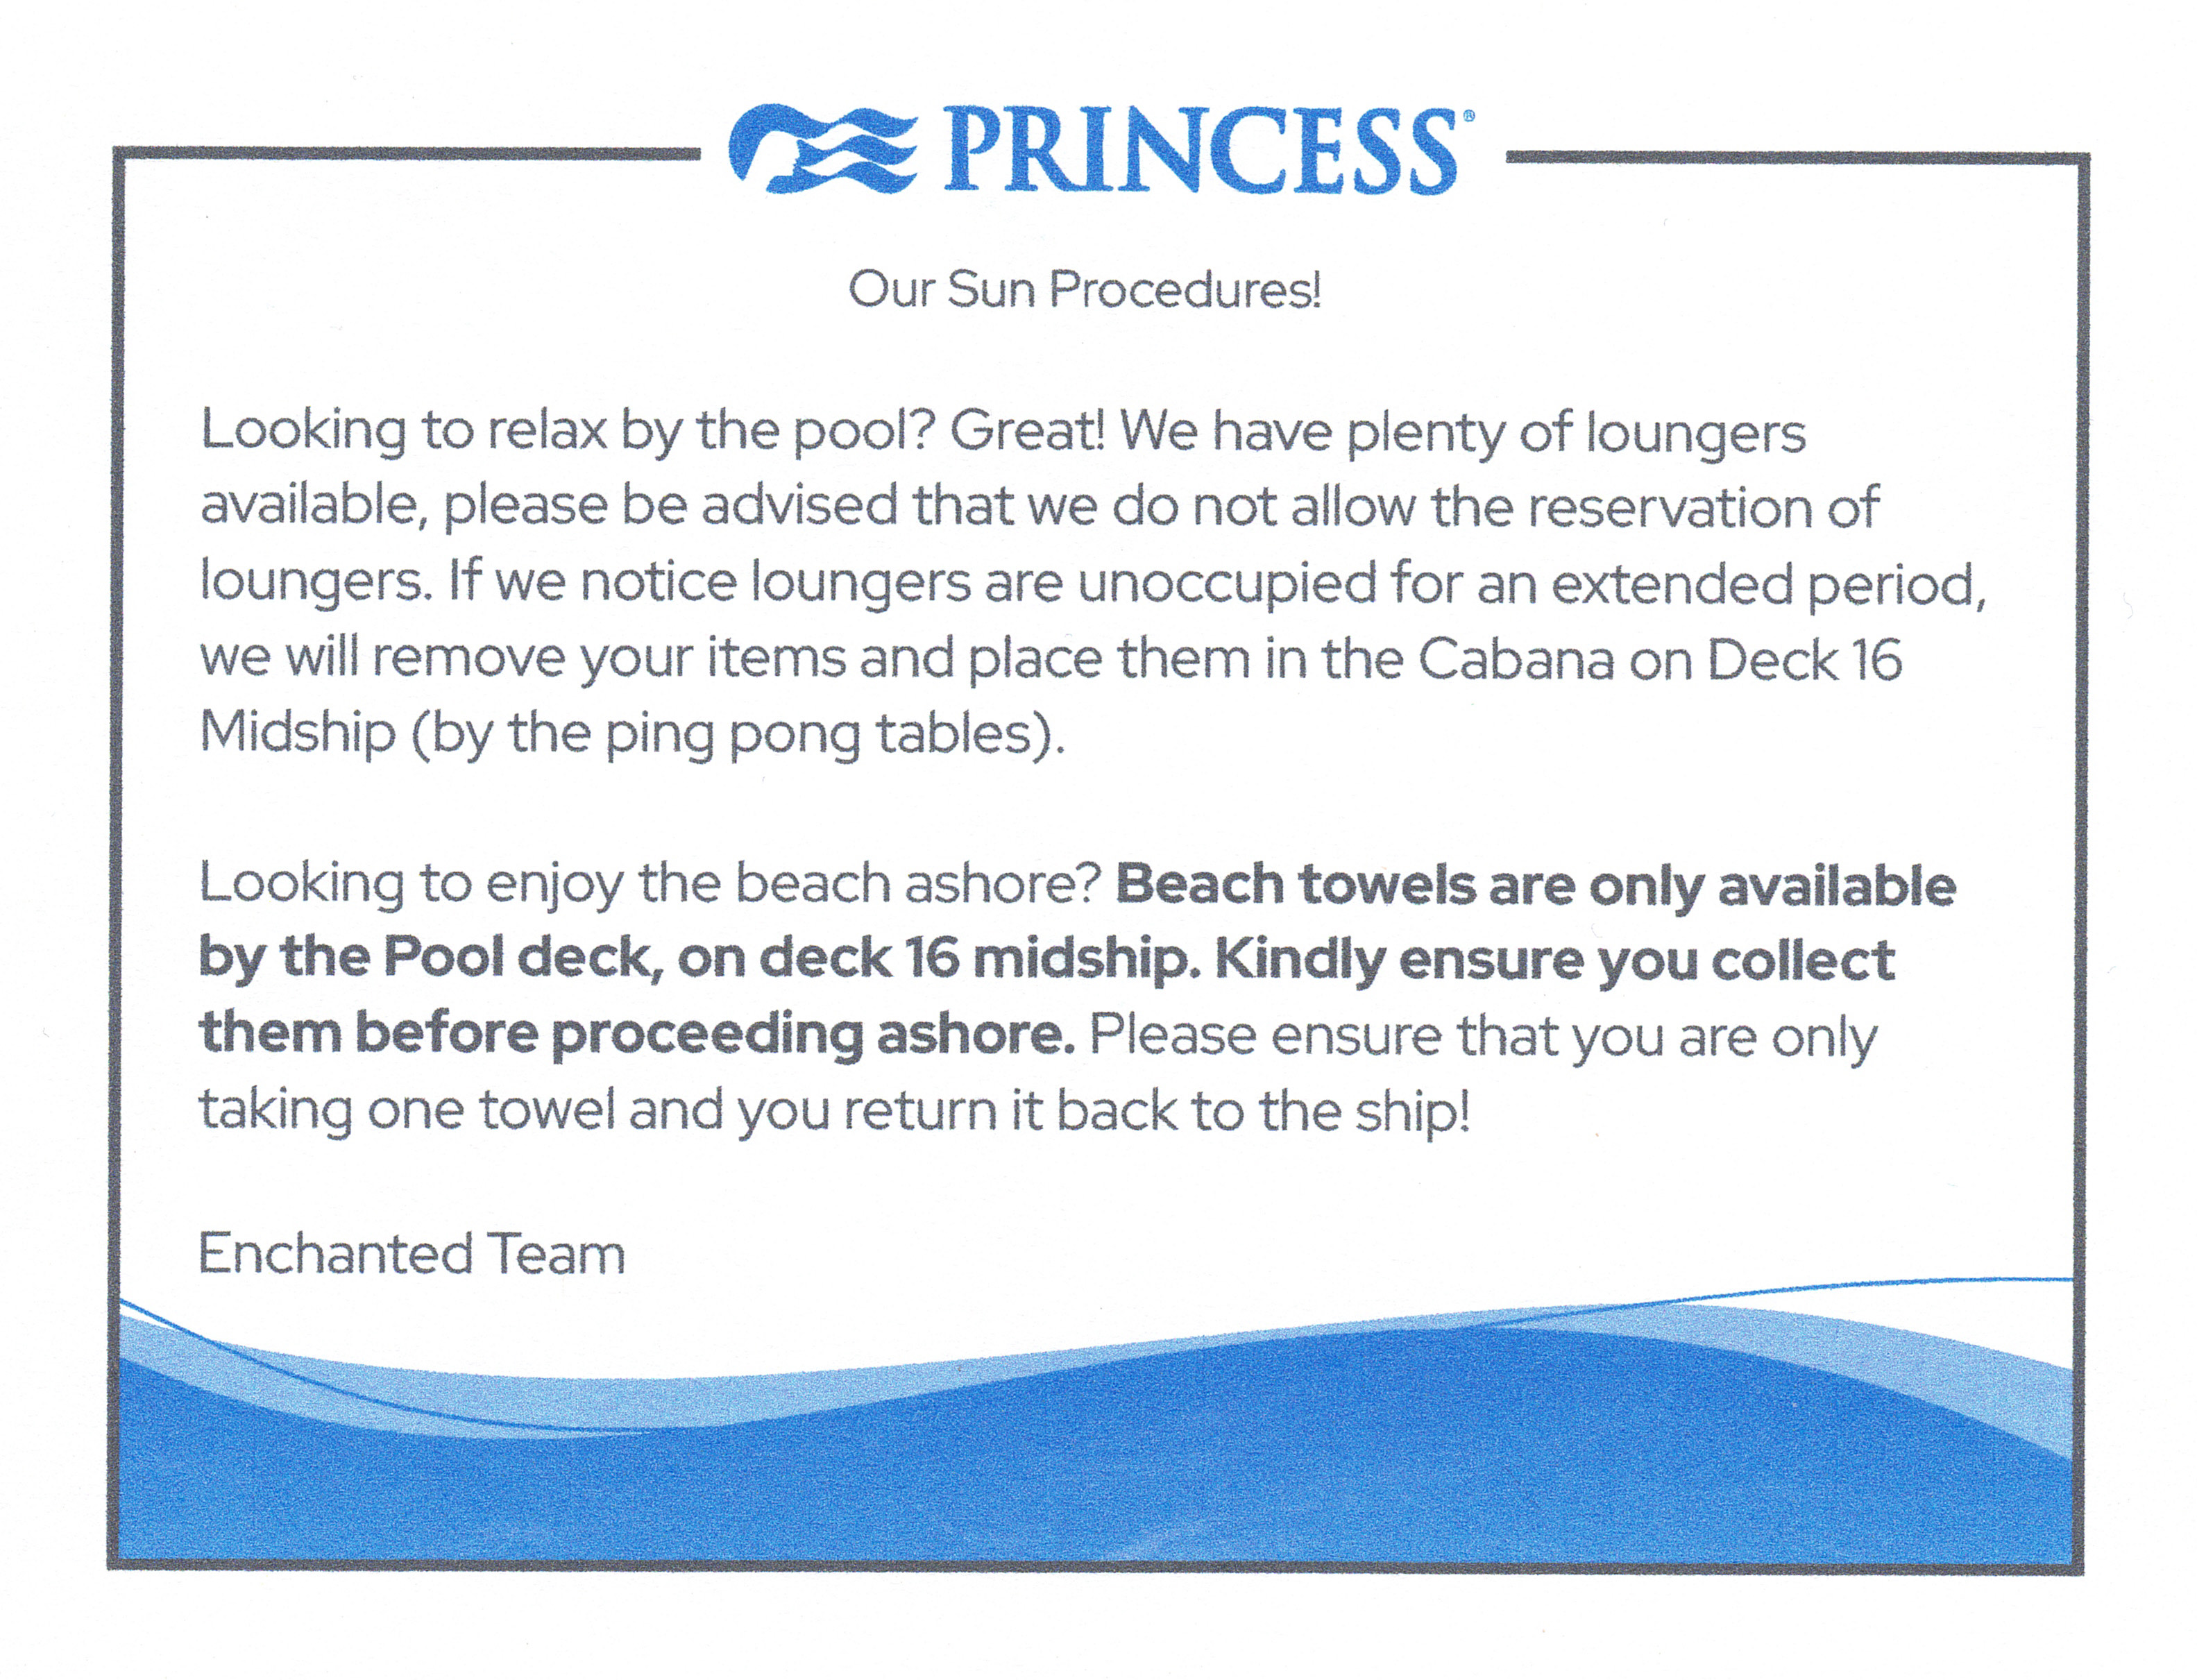 PRINCESS®
Our Sun Procedures!
Looking to relax by the pool? Great! We have plenty of loungers
available, please be advised that we do not allow the reservation of
loungers. If we notice loungers are unoccupied for an extended period,
we will remove your items and place them in the Cabana on Deck 16
Midship (by the ping pong tables).
Looking to enjoy the beach ashore? Beach towels are only available
by the Pool deck, on deck 16 midship. Kindly ensure you collect
them before proceeding ashore. Please ensure that you are only
taking one towel and you return it back to the ship!
Enchanted Team